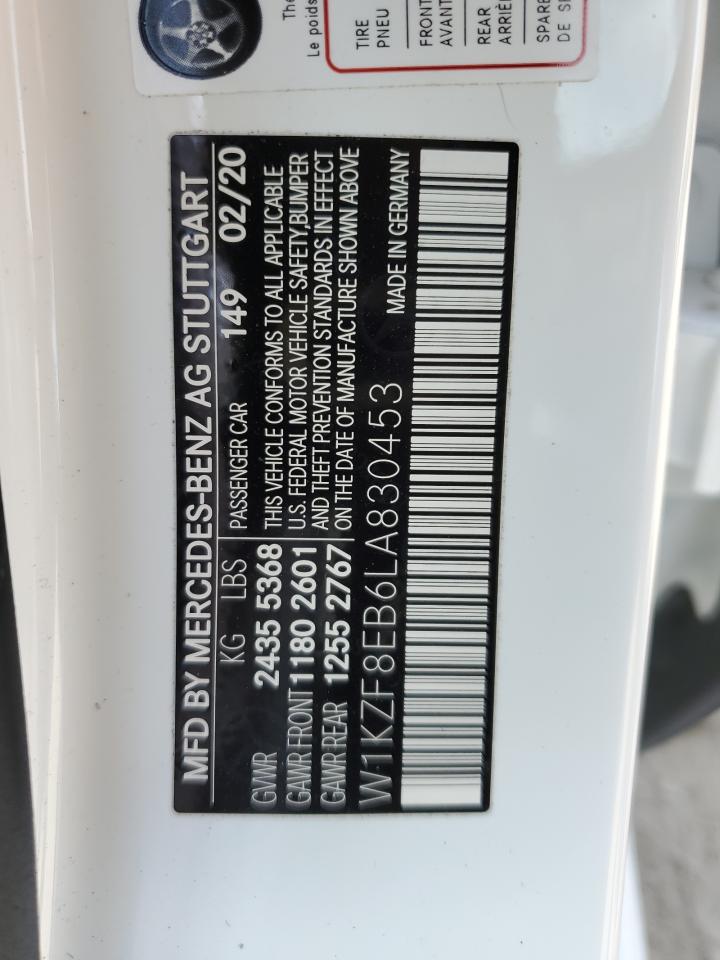 MFD BY MERCEDES-BENZ AG STUTTGART
KG LBS PASSENGER CAR 149 02/20
GVWR 2435 5368 THIS VEHICLE CONFORMS TO ALL APPLICABLE
GAWR FRONT 1180 2601 U.S. FEDERAL MOTOR VEHICLE SAFETY,BUMPER
GAWR REAR 1255 2767 AND THEFT PREVENTION STANDARDS IN EFFECT
ON THE DATE OF MANUFACTURE SHOWN ABOVE
W1KZF8EB6LA830453 MADE IN GERMANY
The
Le poids
TIRE
PNEU
FRONT
AVANT
REAR
SPARE
DE